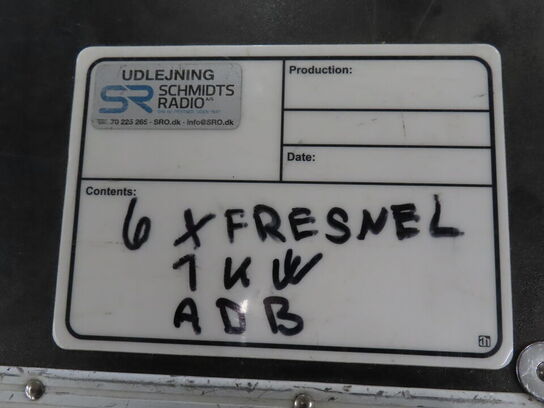 UDLEJNING
SR SCHMIDTS
RADIO A/S
70 225 265 - SRO.dk - info@SRO.dk
Production:
Date:
Contents:
6 X FRESNEL
1 KW
ADB